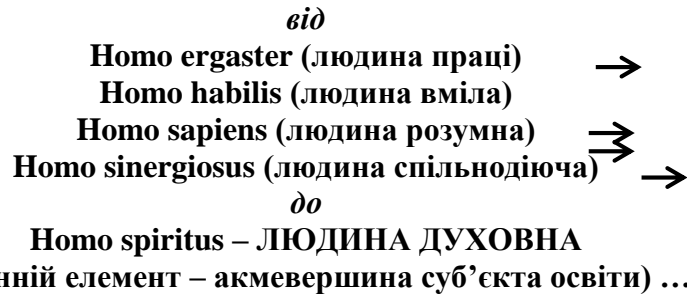 від
Homo ergaster (людина праці)
Homo habilis (людина вміла)
Homo sapiens (людина розумна)
Homo sinergiosus (людина спільнодіюча)
до
Homo spiritus – ЛЮДИНА ДУХОВНА
елемент – акмевершина суб’єкта освіти) …